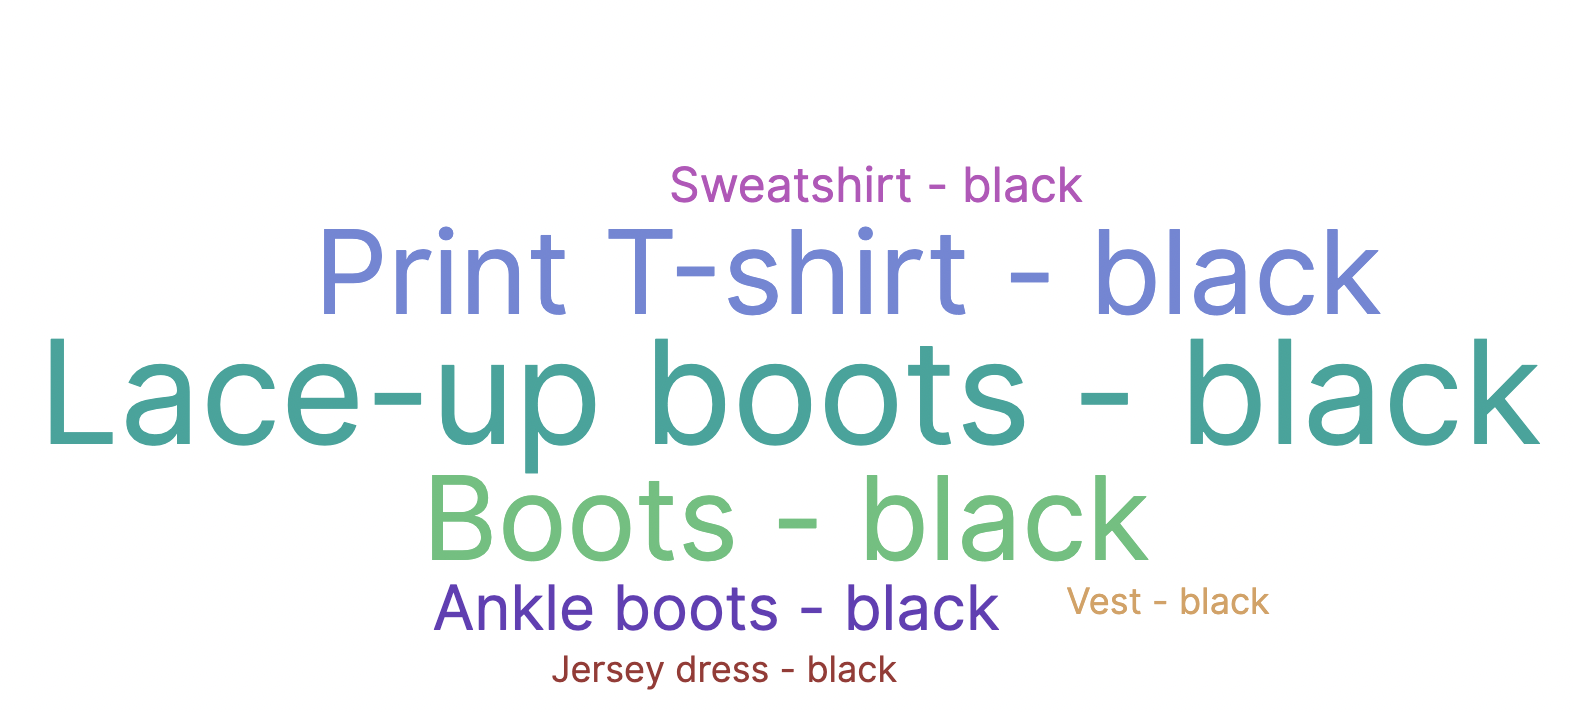 Sweatshirt - black
Print T-shirt - black
Lace-up boots - black
Boots - black
Ankle boots - black
Vest - black
Jersey dress - black